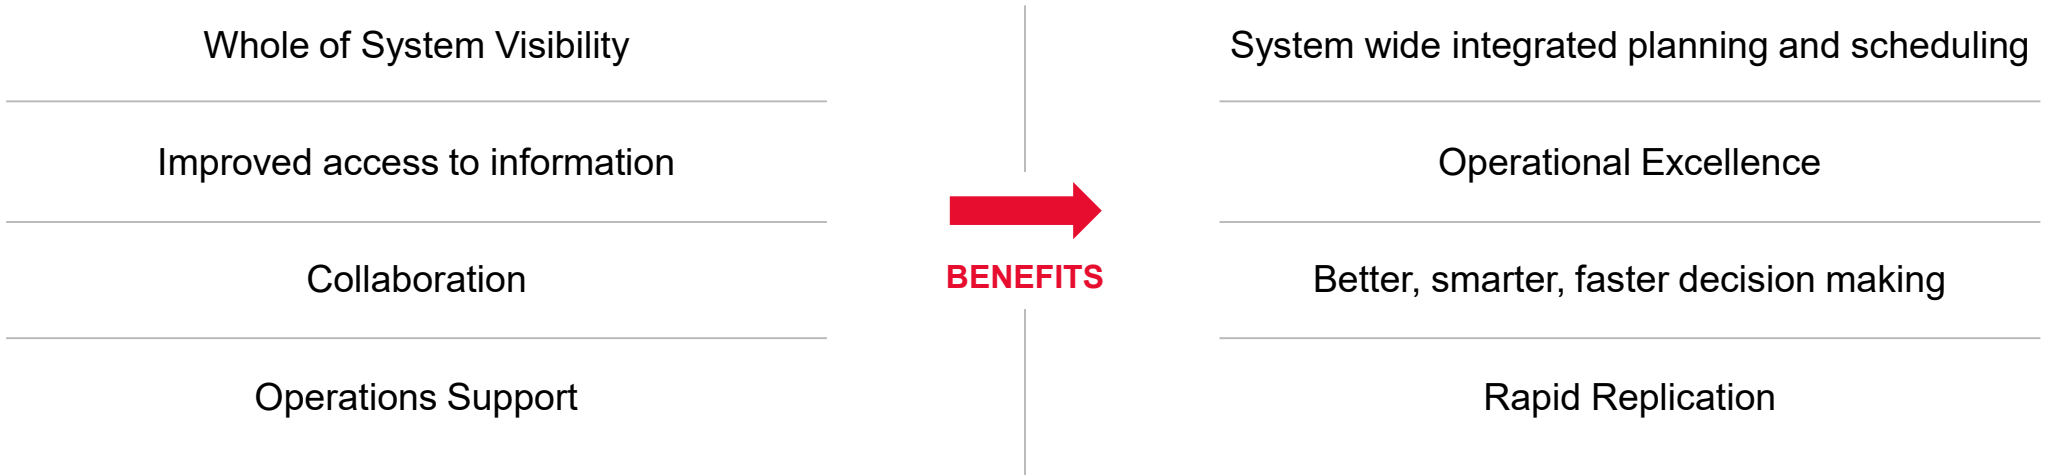 Whole of System Visibility
Improved access to information
Collaboration
Operations Support
BENEFITS
System wide integrated planning and scheduling
Operational Excellence
Better, smarter, faster decision making
Rapid Replication